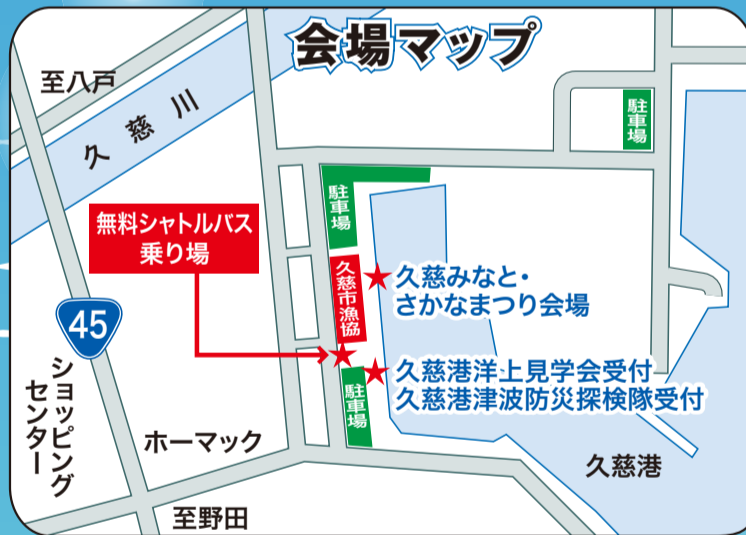 会場マップ
至八戸
久慈川
駐車場
駐車場
無料シャトルバス
乗り場
久慈市漁協
久慈みなと・
さかなまつり会場
45
久慈港洋上見学会受付
久慈港津波防災探検隊受付
駐車場
ショッピング
センター
ホーマック
久慈港
至野田